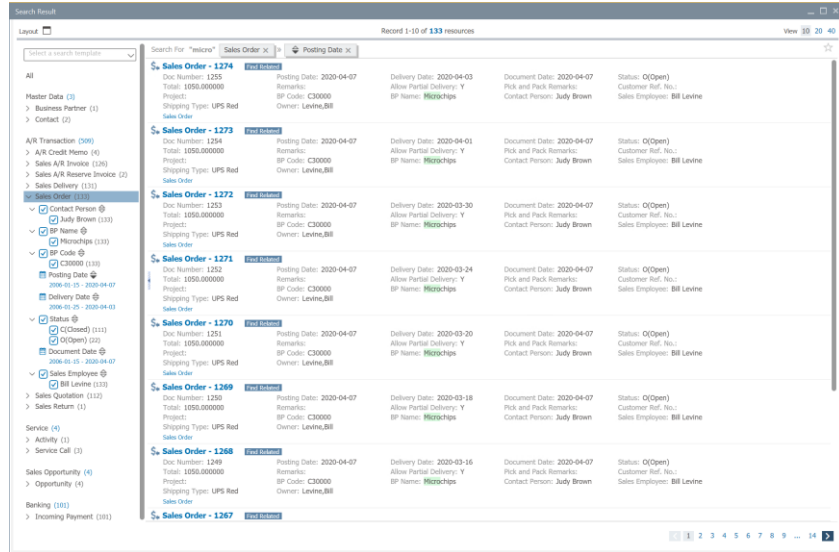 Search Result
Layout
Record 1-10 of 133 resources
View 10 20 40
Select a search template
Search For "micro" Sales Order × » Posting Date ×
All
Master Data (3)
> Business Partner (1)
> Contact (2)
A/R Transaction (509)
> A/R Credit Memo (4)
> Sales A/R Invoice (126)
> Sales A/R Reserve Invoice (2)
> Sales Delivery (131)
Sales Order (133)
Contact Person
Judy Brown (133)
BP Name
Microchips (133)
BP Code
C30000 (133)
Posting Date
2006-01-15 - 2020-04-07
Delivery Date
2006-01-25 - 2020-04-03
Status
C(Closed) (111)
O(Open) (22)
Document Date
2006-01-15 - 2020-04-07
Sales Employee
Bill Levine (133)
> Sales Quotation (112)
> Sales Return (1)
Service (4)
> Activity (1)
> Service Call (3)
Sales Opportunity (4)
> Opportunity (4)
Banking (101)
> Incoming Payment (101)
Sales Order - 1274 Find Related
Doc Number: 1255 Posting Date: 2020-04-07 Delivery Date: 2020-04-03 Document Date: 2020-04-07 Status: O(Open)
Total: 1050.000000 Remarks: Allow Partial Delivery: Y Pick and Pack Remarks: Customer Ref. No.:
Project: BP Code: C30000 BP Name: Microchips Contact Person: Judy Brown Sales Employee: Bill Levine
Shipping Type: UPS Red Owner: Levine,Bill
Sales Order
Sales Order - 1273 Find Related
Doc Number: 1254 Posting Date: 2020-04-07 Delivery Date: 2020-04-01 Document Date: 2020-04-07 Status: O(Open)
Total: 1050.000000 Remarks: Allow Partial Delivery: Y Pick and Pack Remarks: Customer Ref. No.:
Project: BP Code: C30000 BP Name: Microchips Contact Person: Judy Brown Sales Employee: Bill Levine
Shipping Type: UPS Red Owner: Levine,Bill
Sales Order
Sales Order - 1272 Find Related
Doc Number: 1253 Posting Date: 2020-04-07 Delivery Date: 2020-03-30 Document Date: 2020-04-07 Status: O(Open)
Total: 1050.000000 Remarks: Allow Partial Delivery: Y Pick and Pack Remarks: Customer Ref. No.:
Project: BP Code: C30000 BP Name: Microchips Contact Person: Judy Brown Sales Employee: Bill Levine
Shipping Type: UPS Red Owner: Levine,Bill
Sales Order
Sales Order - 1271 Find Related
Doc Number: 1252 Posting Date: 2020-04-07 Delivery Date: 2020-03-24 Document Date: 2020-04-07 Status: O(Open)
Total: 1050.000000 Remarks: Allow Partial Delivery: Y Pick and Pack Remarks: Customer Ref. No.:
Project: BP Code: C30000 BP Name: Microchips Contact Person: Judy Brown Sales Employee: Bill Levine
Shipping Type: UPS Red Owner: Levine,Bill
Sales Order
Sales Order - 1270 Find Related
Doc Number: 1251 Posting Date: 2020-04-07 Delivery Date: 2020-03-20 Document Date: 2020-04-07 Status: O(Open)
Total: 1050.000000 Remarks: Allow Partial Delivery: Y Pick and Pack Remarks: Customer Ref. No.:
Project: BP Code: C30000 BP Name: Microchips Contact Person: Judy Brown Sales Employee: Bill Levine
Shipping Type: UPS Red Owner: Levine,Bill
Sales Order
Sales Order - 1269 Find Related
Doc Number: 1250 Posting Date: 2020-04-07 Delivery Date: 2020-03-18 Document Date: 2020-04-07 Status: O(Open)
Total: 1050.000000 Remarks: Allow Partial Delivery: Y Pick and Pack Remarks: Customer Ref. No.:
Project: BP Code: C30000 BP Name: Microchips Contact Person: Judy Brown Sales Employee: Bill Levine
Shipping Type: UPS Red Owner: Levine,Bill
Sales Order
Sales Order - 1268 Find Related
Doc Number: 1249 Posting Date: 2020-04-07 Delivery Date: 2020-03-16 Document Date: 2020-04-07 Status: O(Open)
Total: 1050.000000 Remarks: Allow Partial Delivery: Y Pick and Pack Remarks: Customer Ref. No.:
Project: BP Code: C30000 BP Name: Microchips Contact Person: Judy Brown Sales Employee: Bill Levine
Shipping Type: UPS Red Owner: Levine,Bill
Sales Order
Sales Order - 1267 Find Related
1 2 3 4 5 6 7 8 9 ... 14